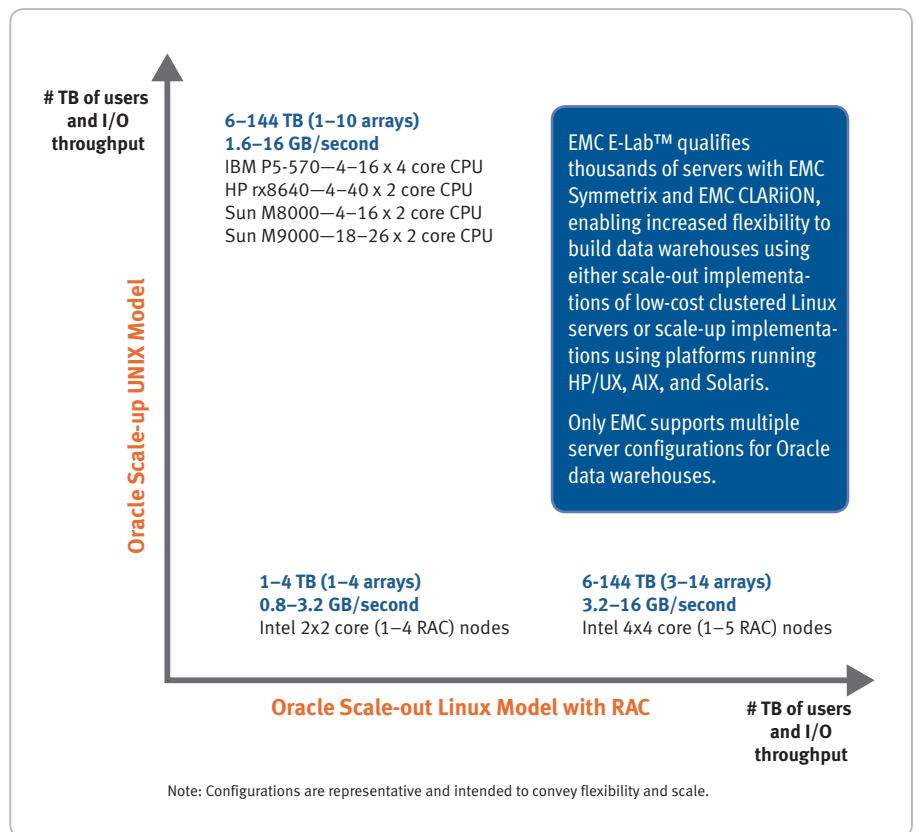 # TB of users
and I/O
throughput
6–144 TB (1–10 arrays)
1.6–16 GB/second
IBM P5-570—4–16 x 4 core CPU
HP rx8640—4–40 x 2 core CPU
Sun M8000—4–16 x 2 core CPU
Sun M9000—18–26 x 2 core CPU
EMC E-Lab™ qualifies
thousands of servers with EMC
Symmetrix and EMC CLARiiON,
enabling increased flexibility to
build data warehouses using
either scale-out implementa-
tions of low-cost clustered Linux
servers or scale-up implementa-
tions using platforms running
HP/UX, AIX, and Solaris.
Only EMC supports multiple
server configurations for Oracle
data warehouses.
Oracle Scale-up UNIX Model
1–4 TB (1–4 arrays)
0.8–3.2 GB/second
Intel 2x2 core (1–4 RAC) nodes
6-144 TB (3–14 arrays)
3.2–16 GB/second
Intel 4x4 core (1–5 RAC) nodes
Oracle Scale-out Linux Model with RAC
# TB of users
and I/O
throughput
Note: Configurations are representative and intended to convey flexibility and scale.